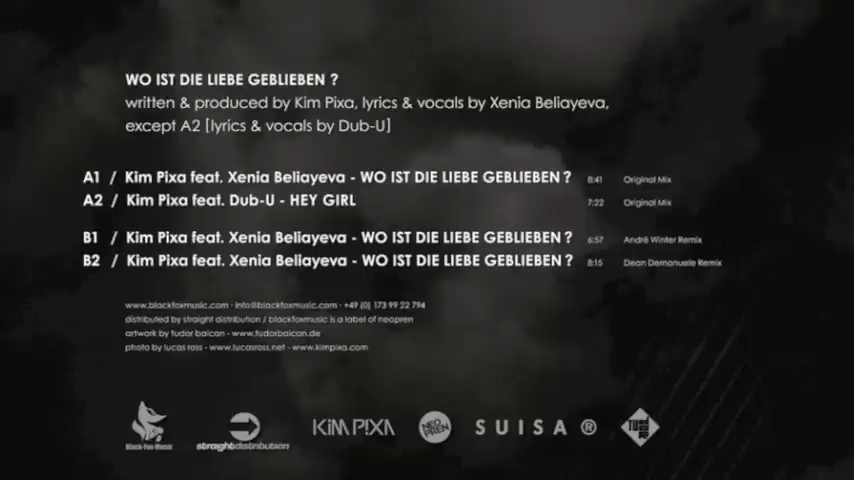 WO IST DIE LIEBE GEBLIEBEN ?
written & produced by Kim Pixa, lyrics & vocals by Xenia Beliayeva,
except A2 [lyrics & vocals by Dub-U]
A1 / Kim Pixa feat. Xenia Beliayeva - WO IST DIE LIEBE GEBLIEBEN ? 8:41 Original Mix
A2 / Kim Pixa feat. Dub-U - HEY GIRL 7:22 Original Mix
B1 / Kim Pixa feat. Xenia Beliayeva - WO IST DIE LIEBE GEBLIEBEN ? 6:57 André Winter Remix
B2 / Kim Pixa feat. Xenia Beliayeva - WO IST DIE LIEBE GEBLIEBEN ? 8:15 Dean Demanuele Remix
www.blackfoxmusic.com · info@blackfoxmusic.com · +49 (0) 173 99 22 794
distributed by straight distribution / blackfoxmusic is a label of neopren
artwork by tudor baican - www.tudorbaican.de
photo by lucas ross - www.lucasross.net - www.kimpixa.com
Black-Fox-Music straightdistribution KiM P!XA NEO PREN SUISA ®